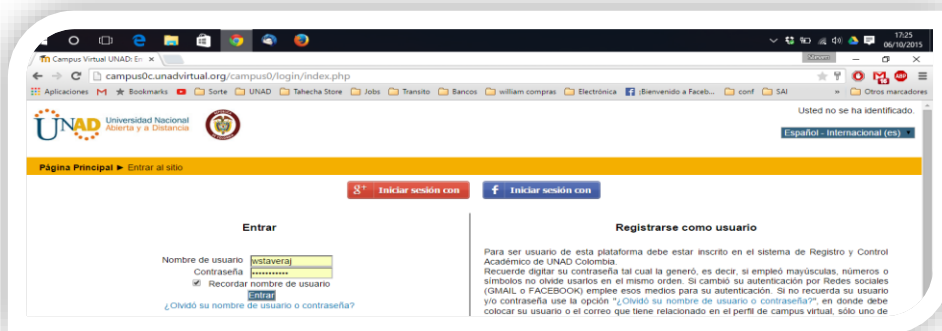 17:25
06/10/2015
Campus Virtual UNAD: En
campus0c.unadvirtual.org/campus0/login/index.php
Aplicaciones
Bookmarks
Sorte
UNAD
Tahecha Store
Jobs
Transito
Bancos
william compras
Electrónica
¡Bienvenido a Faceb...
conf
SAI
»
Otros marcadores
Usted no se ha identificado.
UNAD Universidad Nacional
Abierta y a Distancia
Español - Internacional (es)
Página Principal ► Entrar al sitio
g+ Iniciar sesión con
f Iniciar sesión con
Entrar
Nombre de usuario wstaveraj
Contraseña ***********
Recordar nombre de usuario
Entrar
¿Olvidó su nombre de usuario o contraseña?
Registrarse como usuario
Para ser usuario de esta plataforma debe estar inscrito en el sistema de Registro y Control
Académico de UNAD Colombia.
Recuerde digitar su contraseña tal cual la generó, es decir, si empleó mayúsculas, números o
símbolos no olvide usarlos en el mismo orden. Si cambió su autenticación por Redes sociales
(GMAIL o FACEBOOK) emplee esos medios para su autenticación. Si no recuerda su usuario
y/o contraseña use la opción "¿Olvidó su nombre de usuario o contraseña?", en donde debe
colocar su usuario o el correo que tiene relacionado en el perfil de campus virtual, sólo uno de